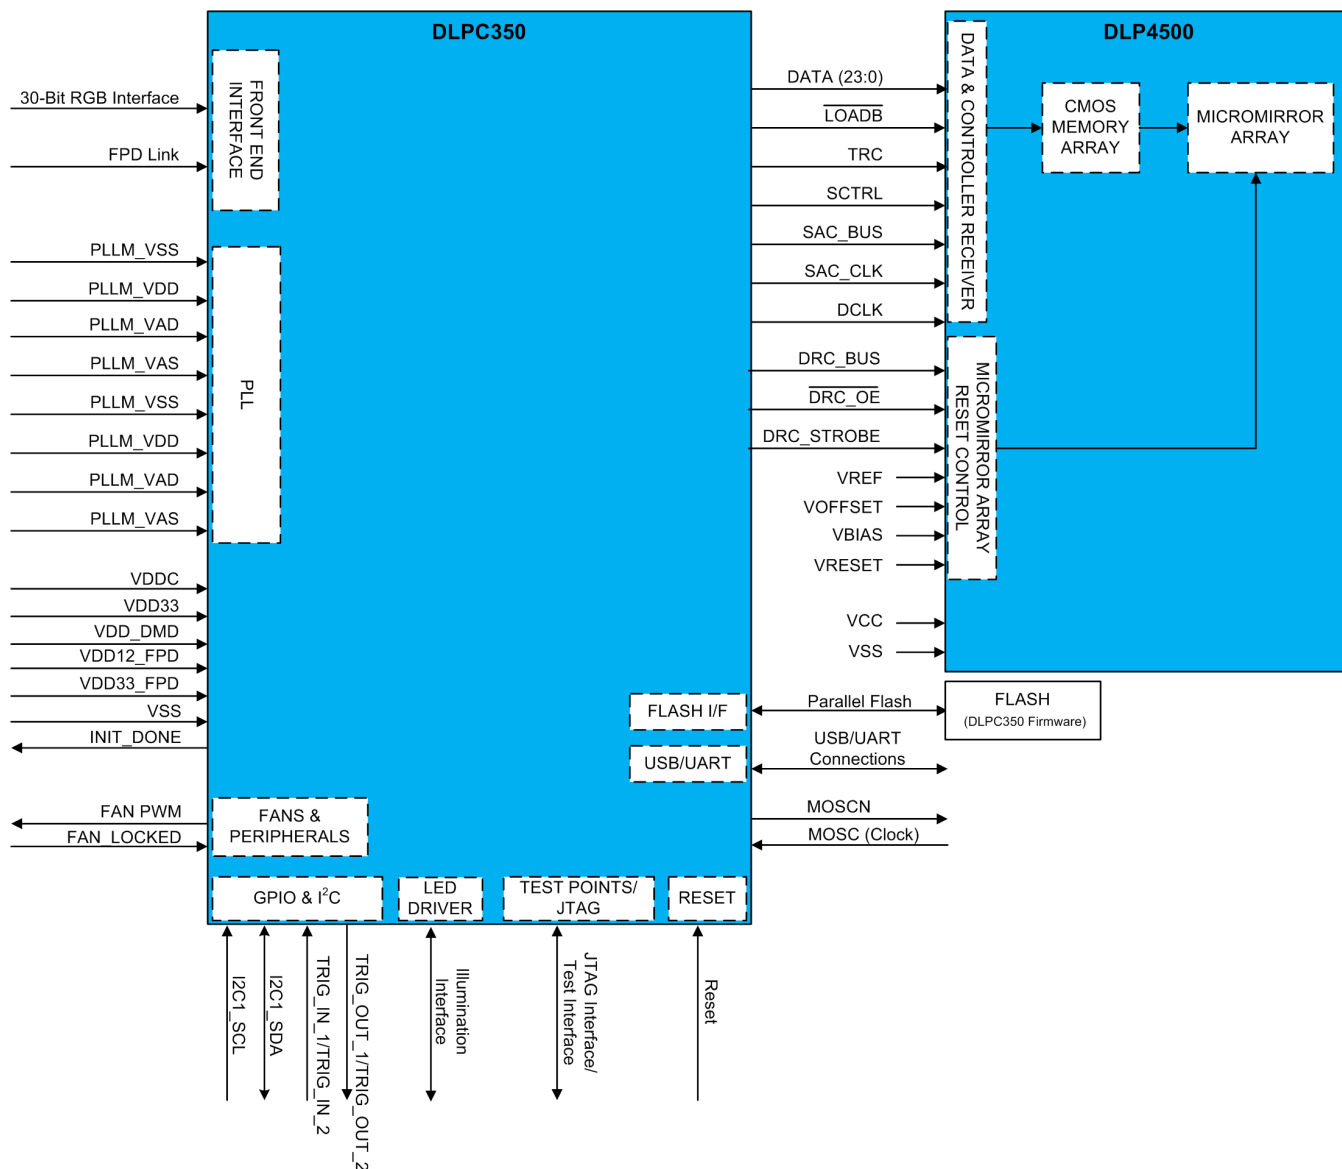 DLPC350
DLP4500
30-Bit RGB Interface
FPD Link
FRONT END
INTERFACE
PLLM_VSS
PLLM_VDD
PLLM_VAD
PLLM_VAS
PLLM_VSS
PLLM_VDD
PLLM_VAD
PLLM_VAS
PLL
VDDC
VDD33
VDD_DMD
VDD12_FPD
VDD33_FPD
VSS
INIT_DONE
FAN PWM
FAN_LOCKED
FANS &
PERIPHERALS
GPIO & I²C
LED
DRIVER
TEST POINTS/
JTAG
RESET
FLASH I/F
USB/UART
DATA (23:0)
LOADB
TRC
SCTRL
SAC_BUS
SAC_CLK
DCLK
DRC_BUS
DRC_OE
DRC_STROBE
VREF
VOFFSET
VBIAS
VRESET
VCC
VSS
DATA & CONTROLLER RECEIVER
CMOS
MEMORY
ARRAY
MICROMIRROR
ARRAY
MICROMIRROR ARRAY
RESET CONTROL
Parallel Flash
FLASH
(DLPC350 Firmware)
USB/UART
Connections
MOSCN
MOSC (Clock)
I2C1_SCL
I2C1_SDA
TRIG_IN_1/TRIG_IN_2
TRIG_OUT_1/TRIG_OUT_2
Illumination
Interface
JTAG Interface/
Test Interface
Reset